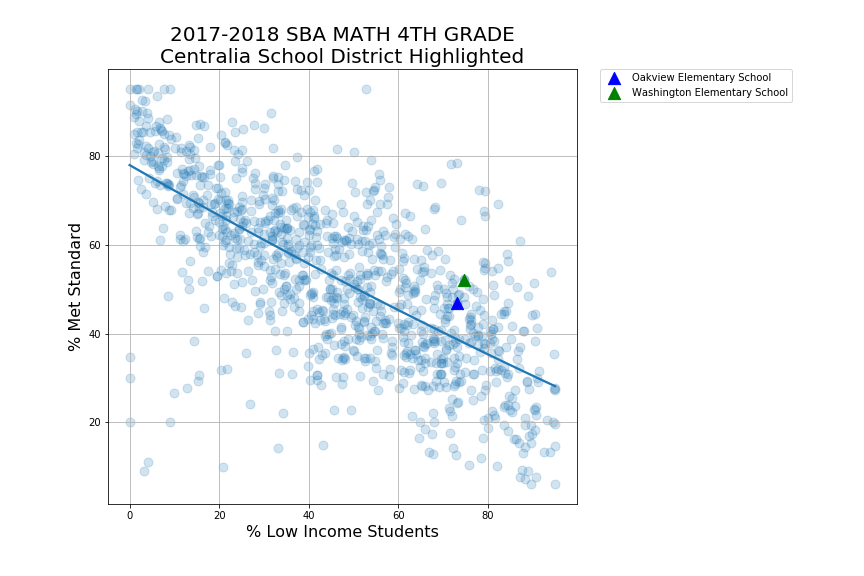 2017-2018 SBA MATH 4TH GRADE
Centralia School District Highlighted
Oakview Elementary School
Washington Elementary School
% Met Standard
80
60
40
20
0 20 40 60 80
% Low Income Students